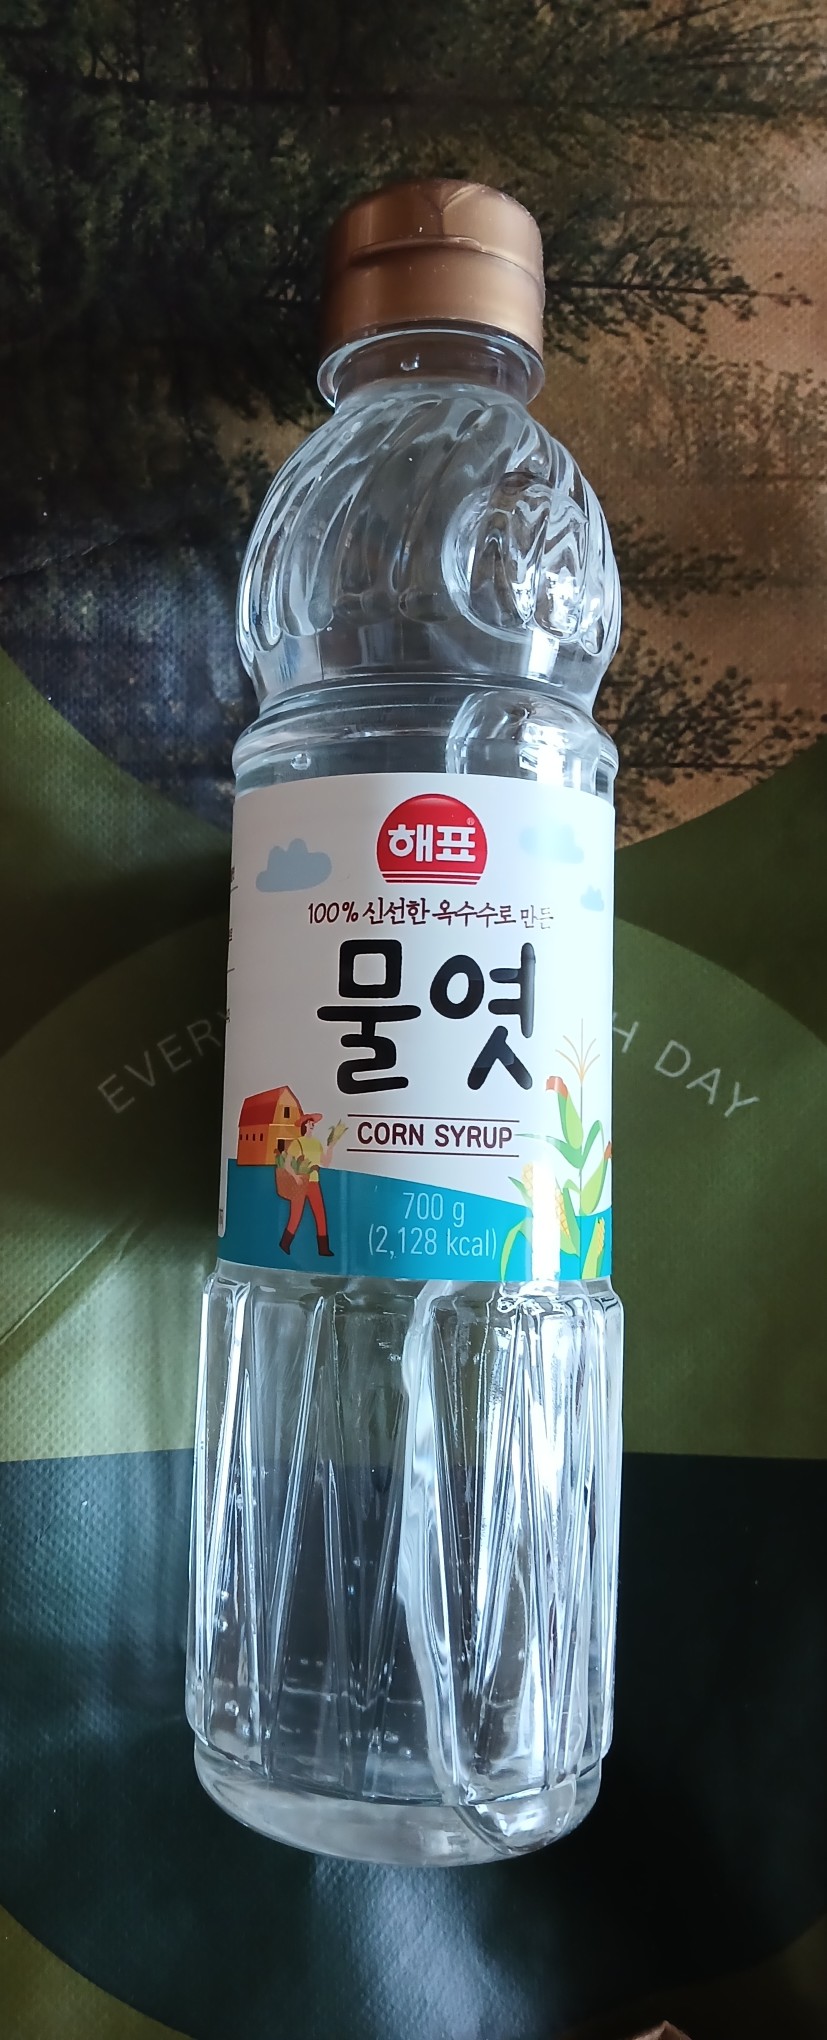 해표
100% 신선한 옥수수로 만든
물엿
CORN SYRUP
700 g
(2,128 kcal)
DAY